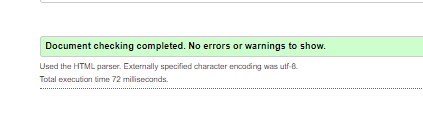 Document checking completed. No errors or warnings to show.
Used the HTML parser. Externally specified character encoding was utf-8.
Total execution time 72 milliseconds.